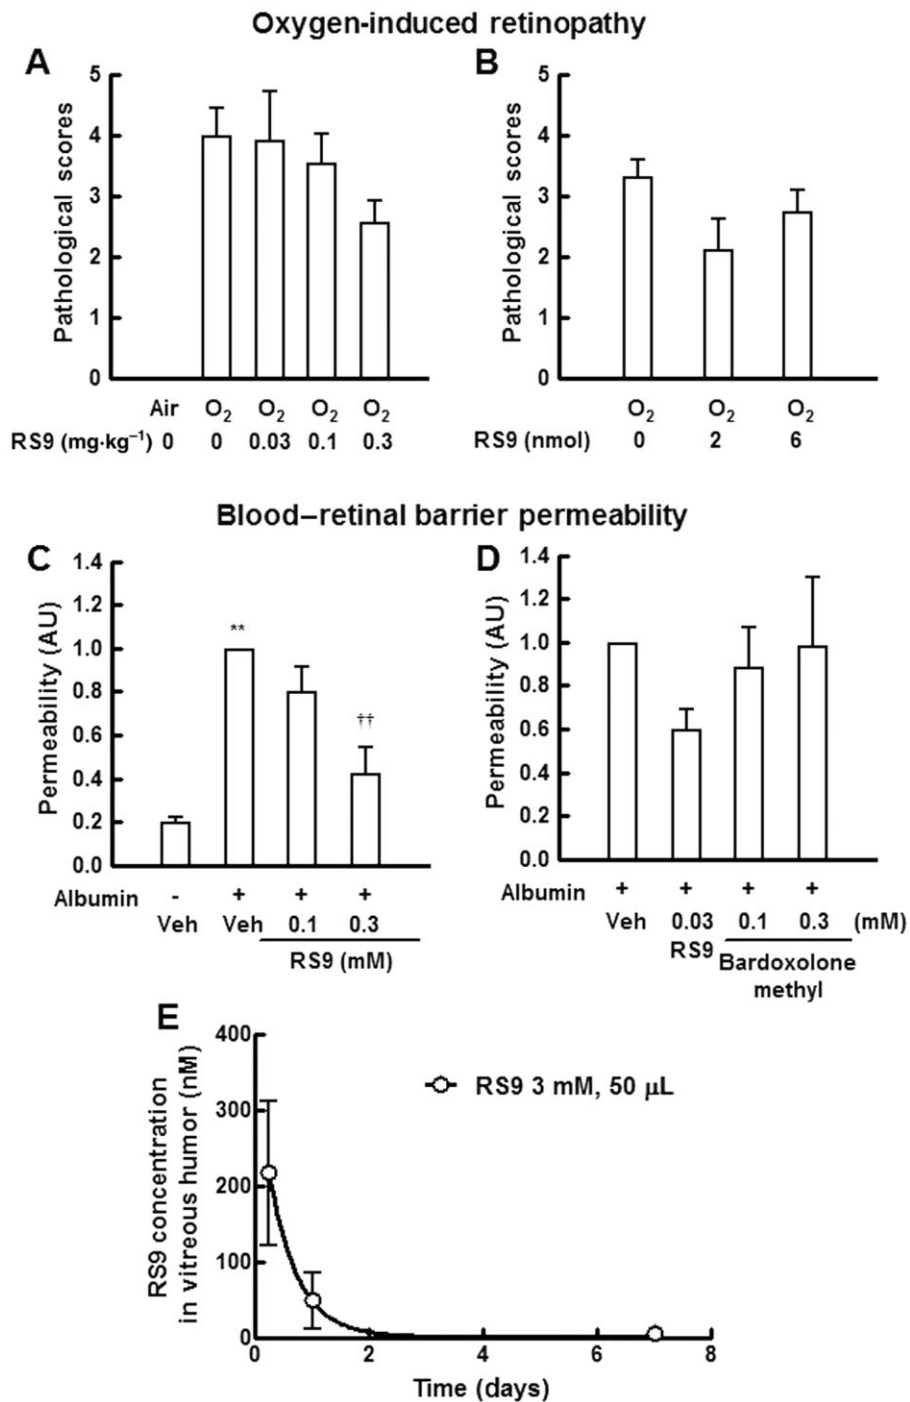 Oxygen-induced retinopathy
A
B
Pathological scores
5
4
3
2
1
0
Air O₂ O₂ O₂ O₂
RS9 (mg·kg⁻¹) 0 0 0.03 0.1 0.3
Pathological scores
5
4
3
2
1
0
O₂ O₂ O₂
RS9 (nmol) 0 2 6
Blood–retinal barrier permeability
C
D
Permeability (AU)
1.4
1.2
1.0
0.8
0.6
0.4
0.2
0.0
**
††
Albumin - + + +
Veh Veh 0.1 0.3
RS9 (mM)
Permeability (AU)
1.4
1.2
1.0
0.8
0.6
0.4
0.2
0.0
Albumin + + + +
Veh 0.03 0.1 0.3 (mM)
RS9 Bardoxolone
methyl
E
RS9 concentration
in vitreous humor (nM)
400
300
200
100
0
RS9 3 mM, 50 μL
0 2 4 6 8
Time (days)